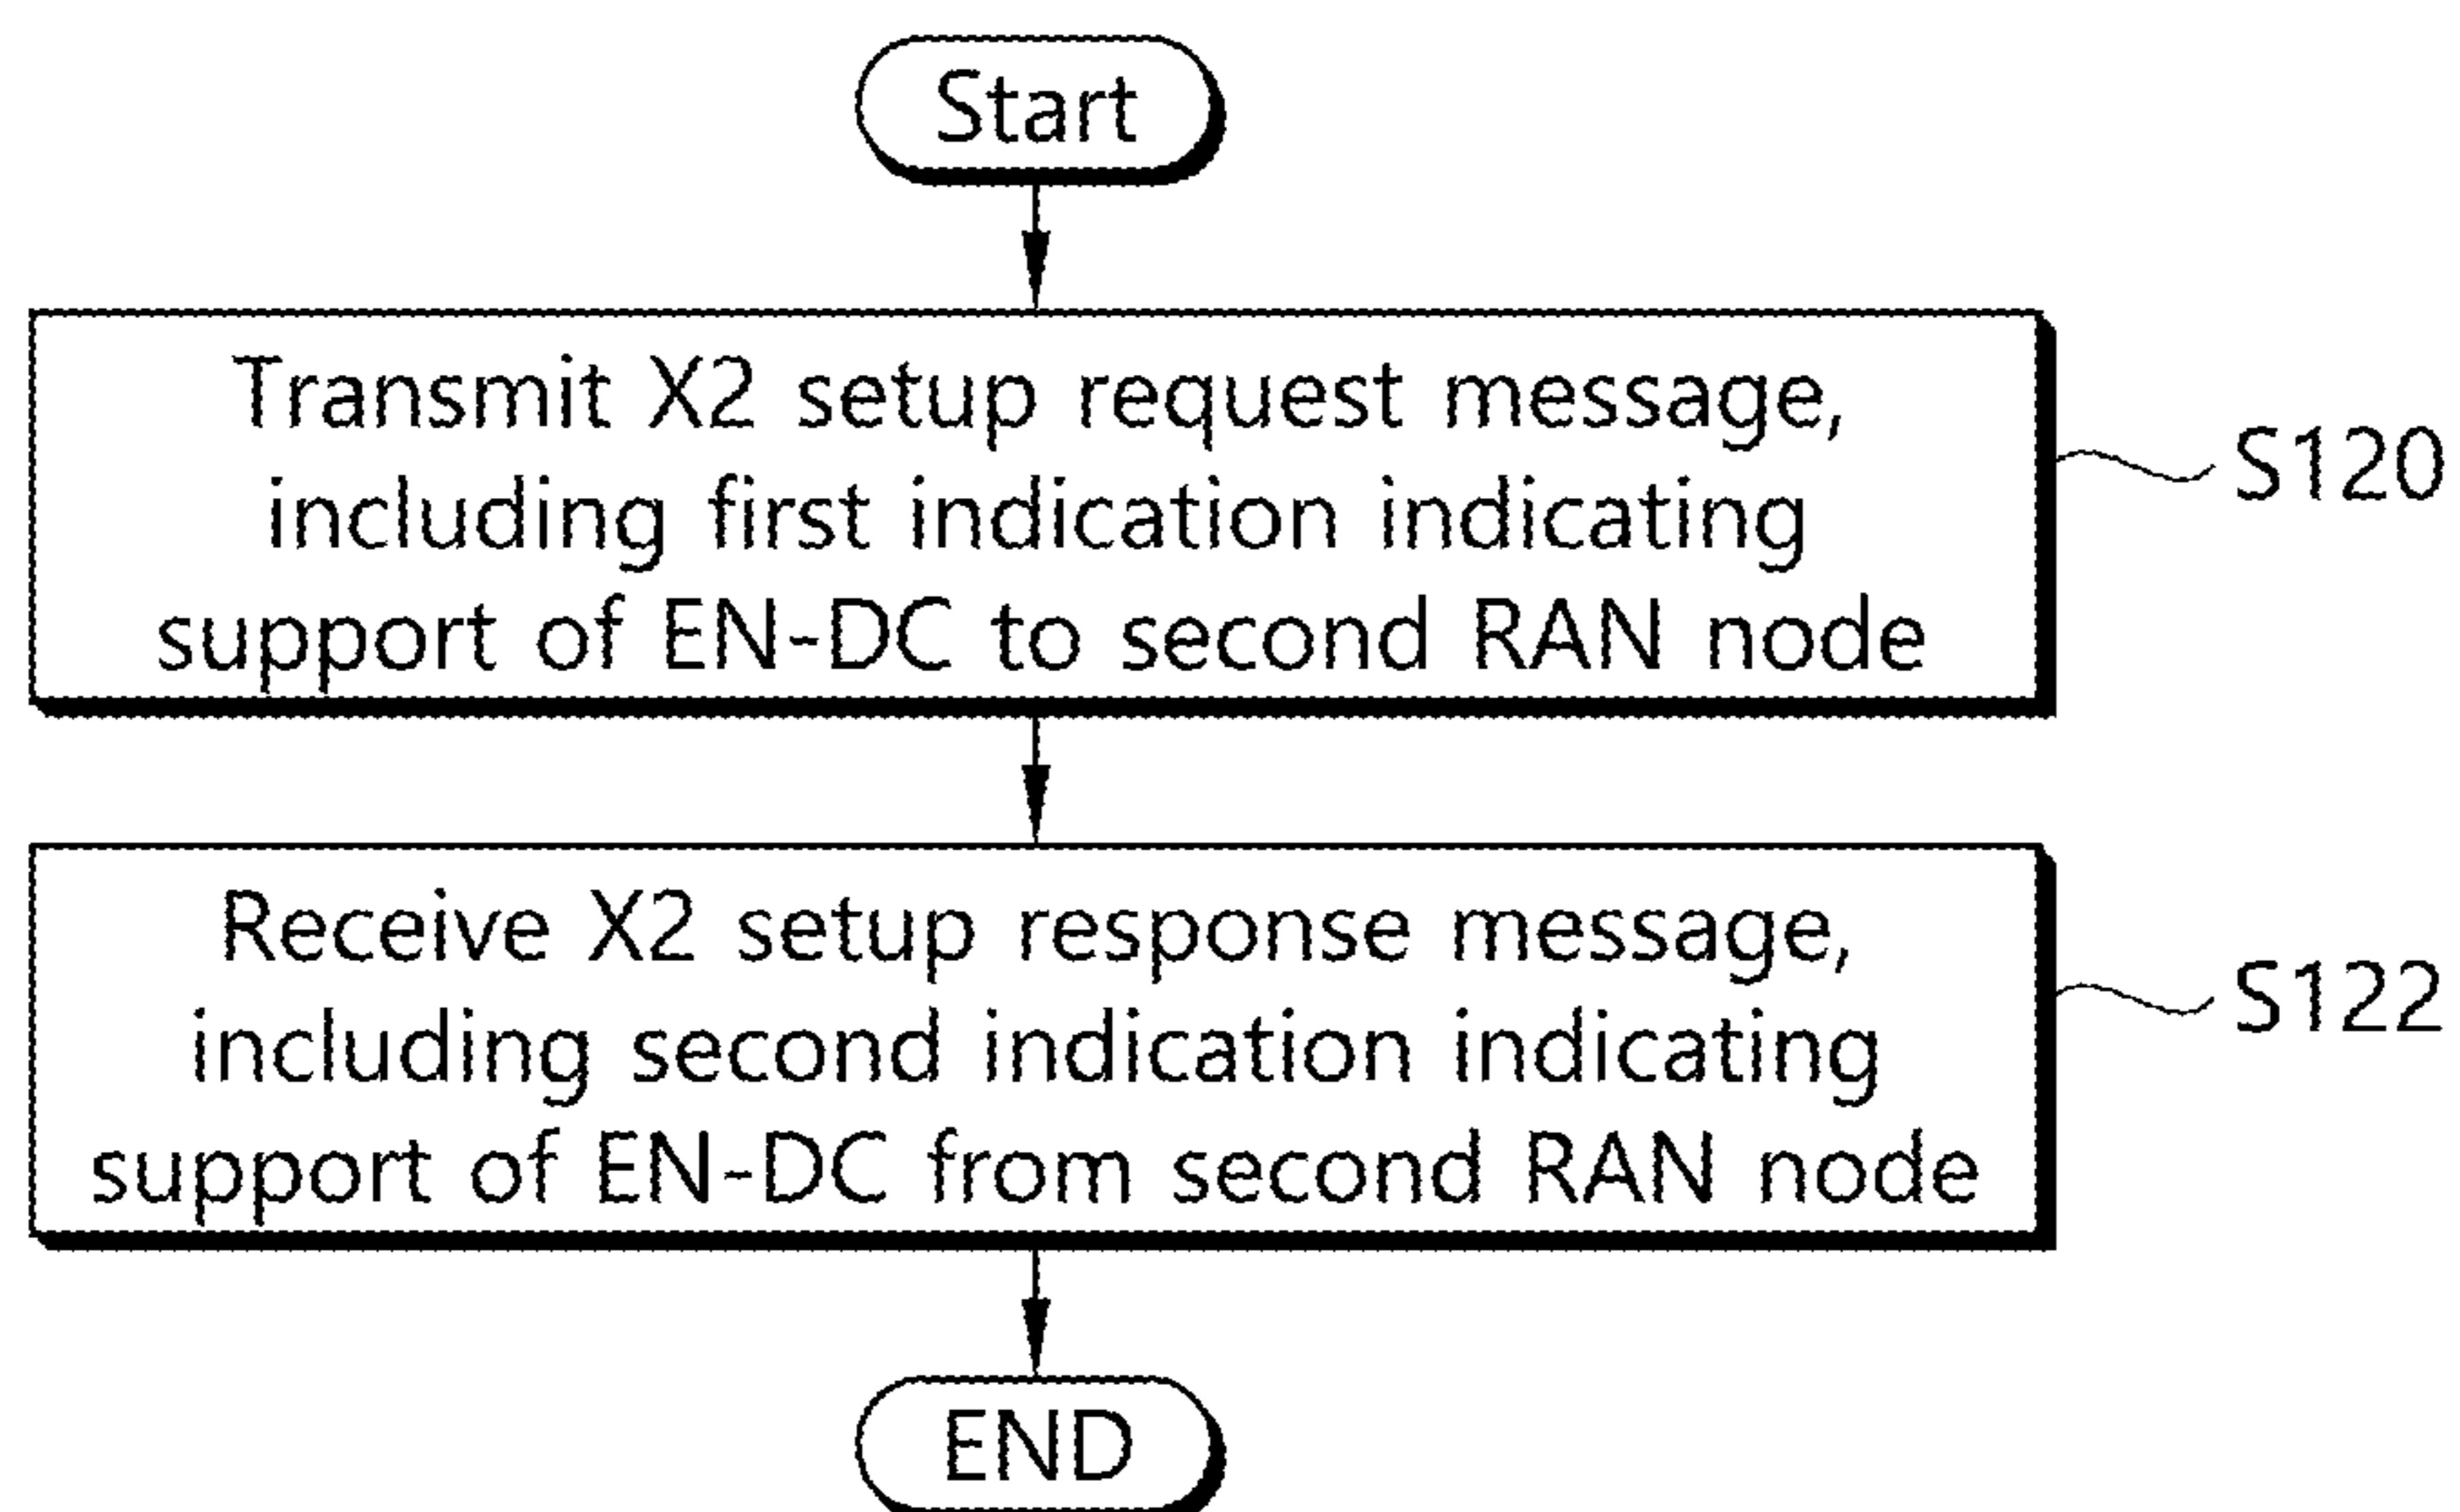 Start
Transmit X2 setup request message,
including first indication indicating
support of EN-DC to second RAN node
S120
Receive X2 setup response message,
including second indication indicating
support of EN-DC from second RAN node
S122
END